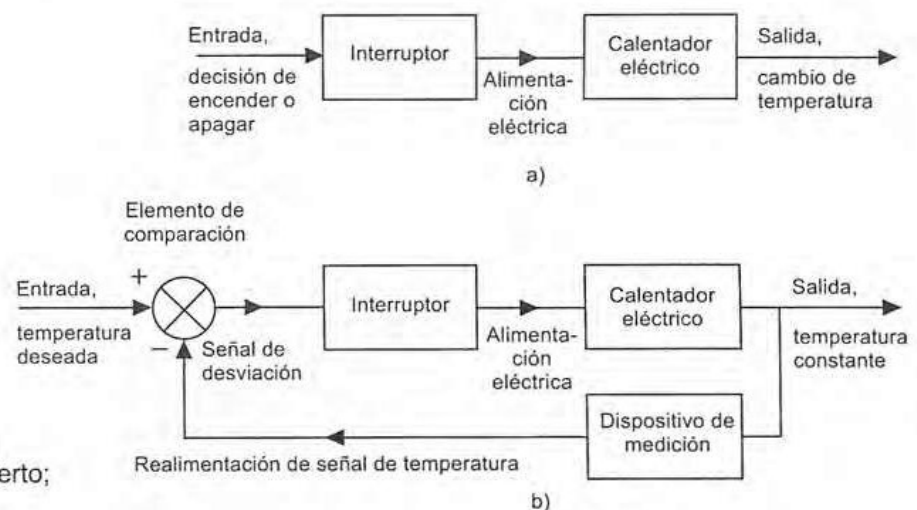 Entrada,
decisión de
encender o
apagar
Interruptor
Alimenta-
ción
eléctrica
Calentador
eléctrico
Salida,
cambio de
temperatura
a)
Elemento de
comparación
+
Entrada,
temperatura
deseada
−
Señal de
desviación
Interruptor
Alimenta-
ción
eléctrica
Calentador
eléctrico
Salida,
temperatura
constante
Dispositivo de
medición
Realimentación de señal de temperatura
b)
erto;